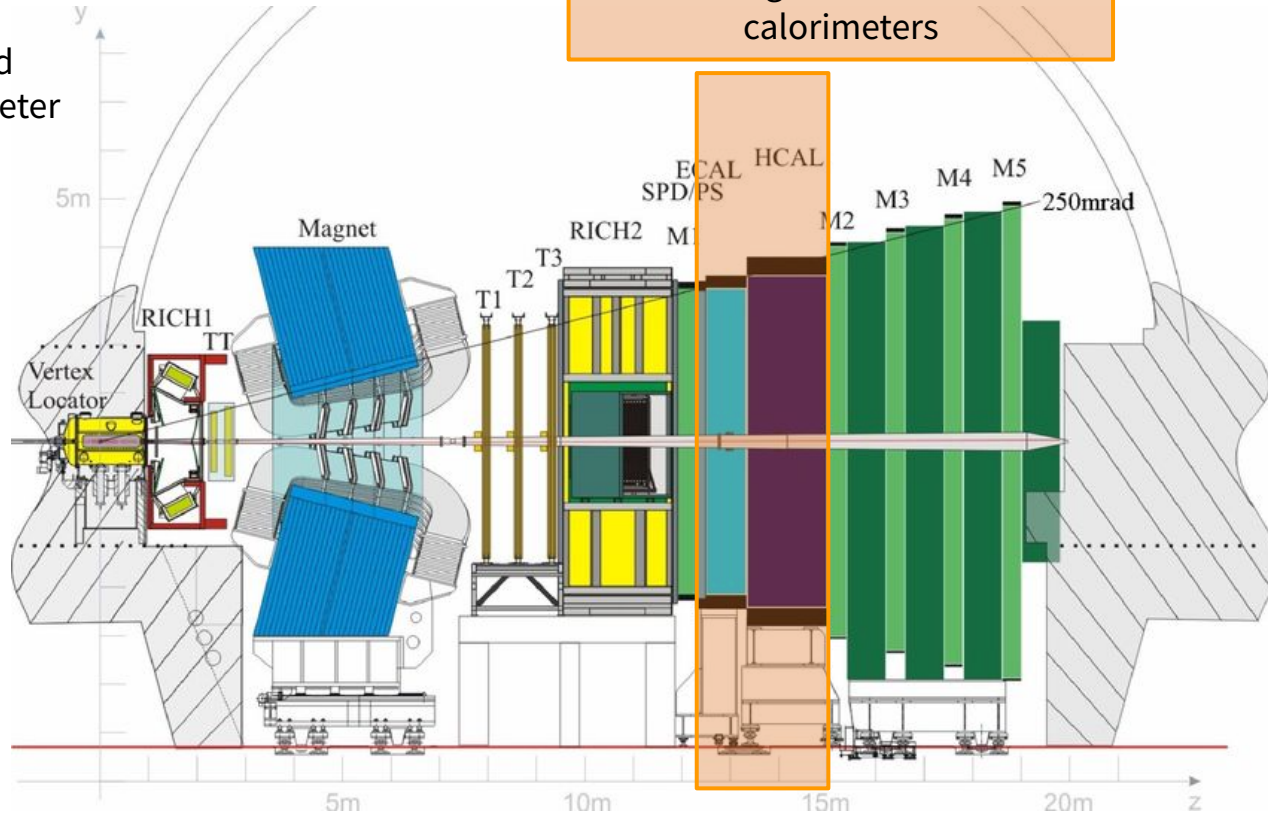 calorimeters
y
5m
Magnet
RICH1
TT
Vertex
Locator
T1
T2
T3
RICH2
M1
SPD/PS
ECAL
HCAL
M2
M3
M4
M5
250mrad
5m
10m
15m
20m
z